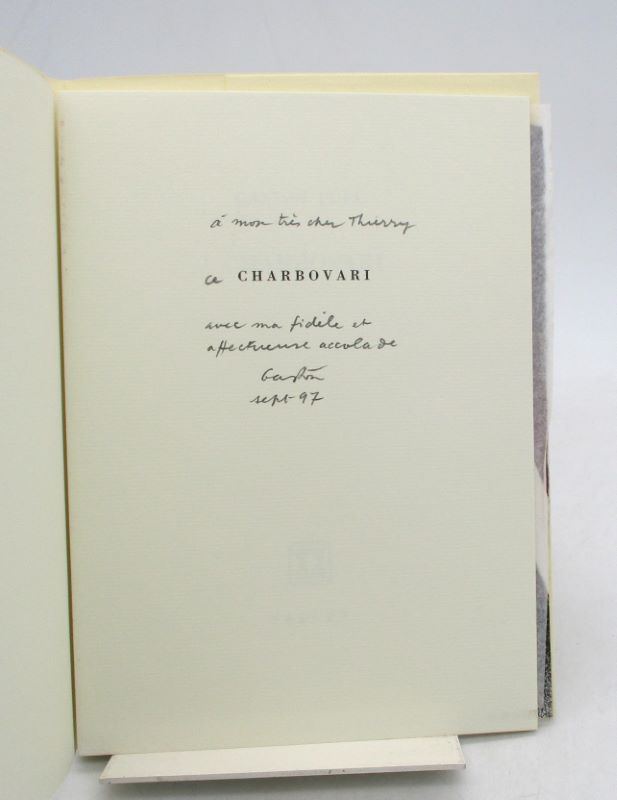 à mon très cher Thierry
ce CHARBOVARI
avec ma fidèle et
affectueuse accolade
Gaston
sept 97